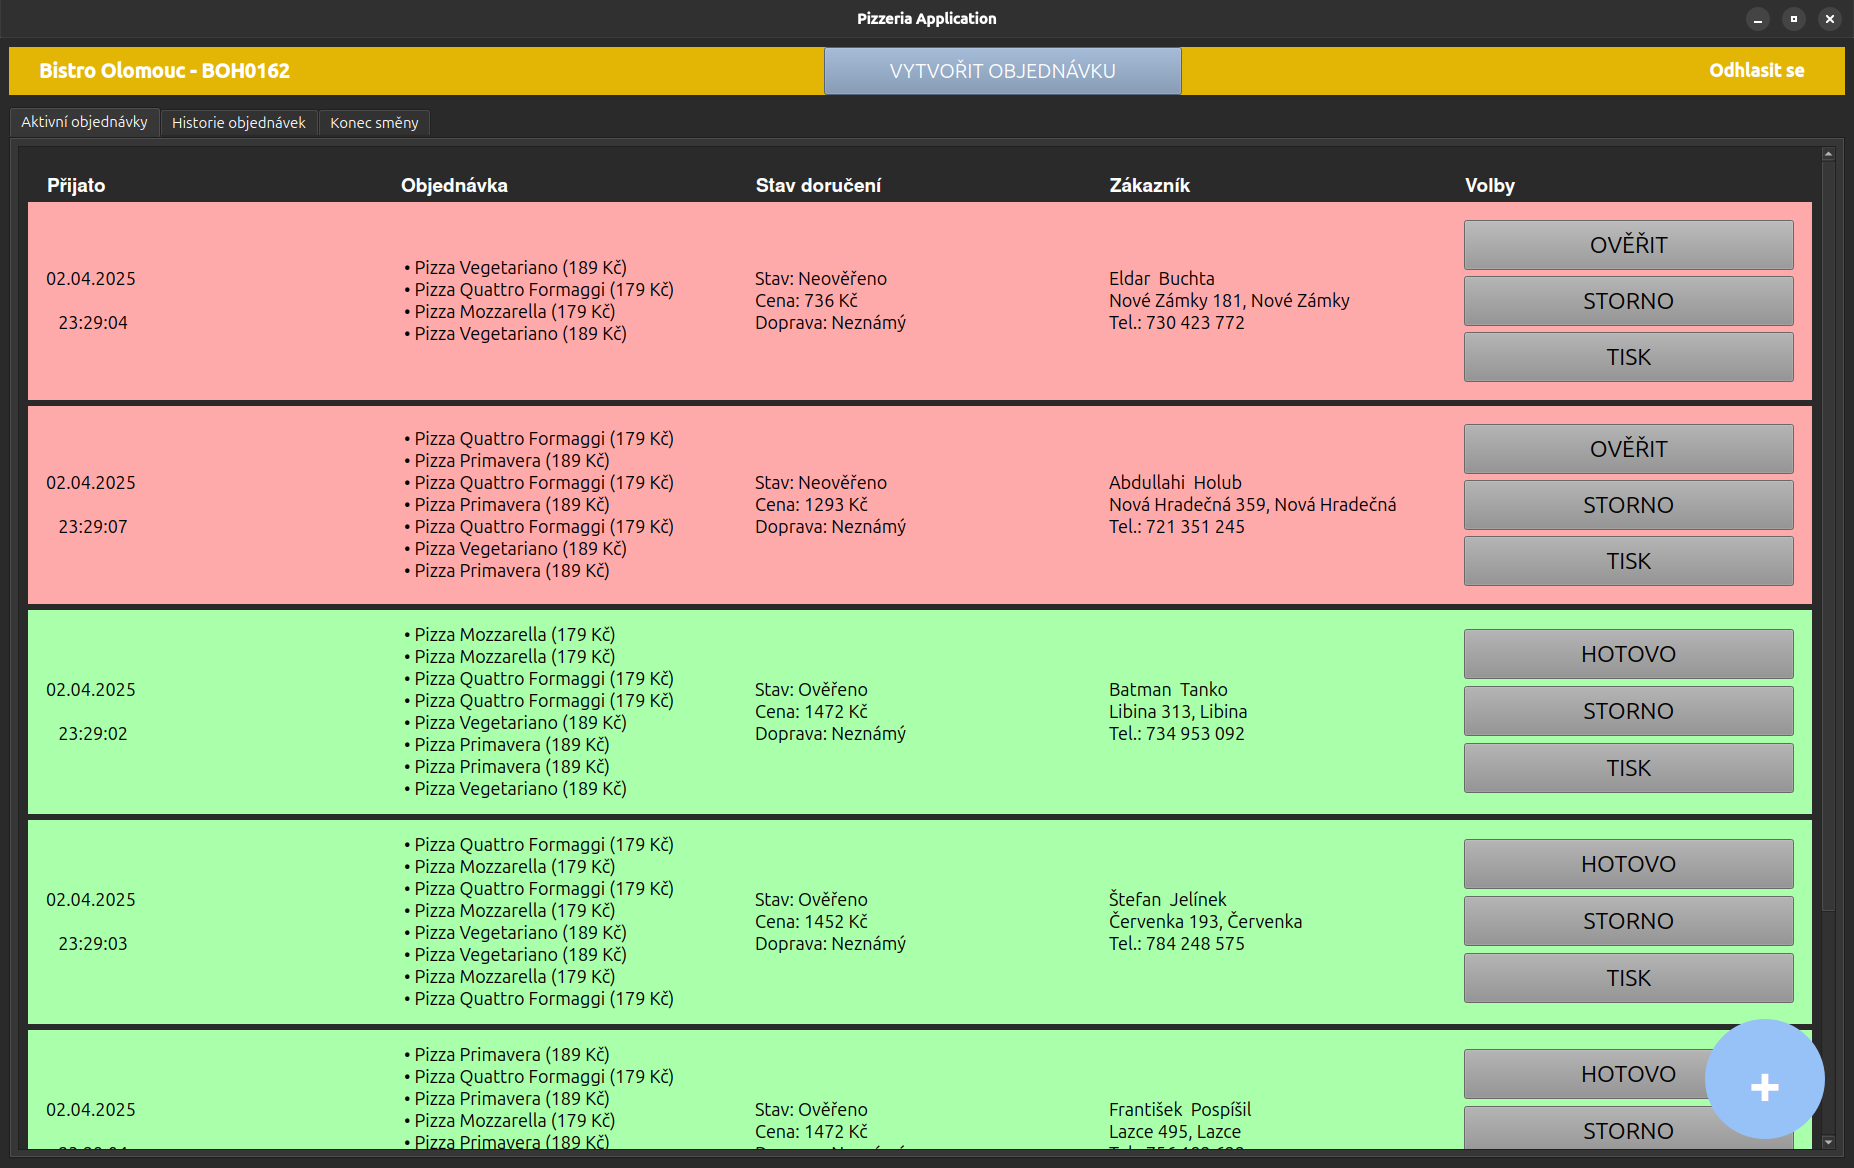 Pizzeria Application
Bistro Olomouc - BOH0162
VYTVOŘIT OBJEDNÁVKU
Odhlasit se
Aktivní objednávky
Historie objednávek
Konec směny
Přijato
Objednávka
Stav doručení
Zákazník
Volby
02.04.2025
23:29:04
• Pizza Vegetariano (189 Kč)
• Pizza Quattro Formaggi (179 Kč)
• Pizza Mozzarella (179 Kč)
• Pizza Vegetariano (189 Kč)
Stav: Neověřeno
Cena: 736 Kč
Doprava: Neznámý
Eldar  Buchta
Nové Zámky 181, Nové Zámky
Tel.: 730 423 772
OVĚŘIT
STORNO
TISK
02.04.2025
23:29:07
• Pizza Quattro Formaggi (179 Kč)
• Pizza Primavera (189 Kč)
• Pizza Quattro Formaggi (179 Kč)
• Pizza Primavera (189 Kč)
• Pizza Quattro Formaggi (179 Kč)
• Pizza Vegetariano (189 Kč)
• Pizza Primavera (189 Kč)
Stav: Neověřeno
Cena: 1293 Kč
Doprava: Neznámý
Abdullahi  Holub
Nová Hradečná 359, Nová Hradečná
Tel.: 721 351 245
OVĚŘIT
STORNO
TISK
02.04.2025
23:29:02
• Pizza Mozzarella (179 Kč)
• Pizza Mozzarella (179 Kč)
• Pizza Quattro Formaggi (179 Kč)
• Pizza Quattro Formaggi (179 Kč)
• Pizza Vegetariano (189 Kč)
• Pizza Primavera (189 Kč)
• Pizza Primavera (189 Kč)
• Pizza Vegetariano (189 Kč)
Stav: Ověřeno
Cena: 1472 Kč
Doprava: Neznámý
Batman  Tanko
Libina 313, Libina
Tel.: 734 953 092
HOTOVO
STORNO
TISK
02.04.2025
23:29:03
• Pizza Quattro Formaggi (179 Kč)
• Pizza Mozzarella (179 Kč)
• Pizza Quattro Formaggi (179 Kč)
• Pizza Mozzarella (179 Kč)
• Pizza Vegetariano (189 Kč)
• Pizza Vegetariano (189 Kč)
• Pizza Mozzarella (179 Kč)
• Pizza Quattro Formaggi (179 Kč)
Stav: Ověřeno
Cena: 1452 Kč
Doprava: Neznámý
Štefan  Jelínek
Červenka 193, Červenka
Tel.: 784 248 575
HOTOVO
STORNO
TISK
02.04.2025
• Pizza Primavera (189 Kč)
• Pizza Quattro Formaggi (179 Kč)
• Pizza Primavera (189 Kč)
• Pizza Mozzarella (179 Kč)
• Pizza Primavera (189 Kč)
Stav: Ověřeno
Cena: 1472 Kč
František  Pospíšil
Lazce 495, Lazce
HOTOVO
STORNO
+